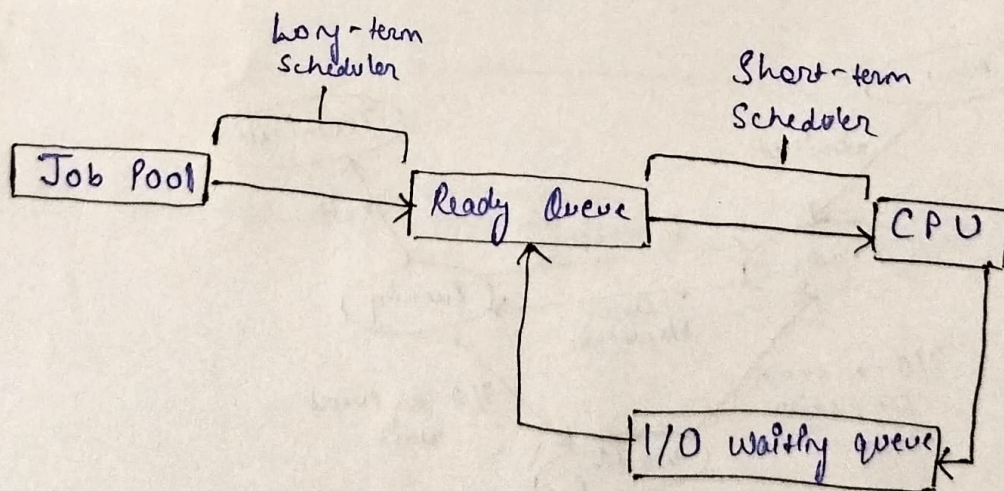 Long-term
Scheduler
Short-term
Scheduler
Job Pool
Ready Queue
CPU
I/O waiting queue